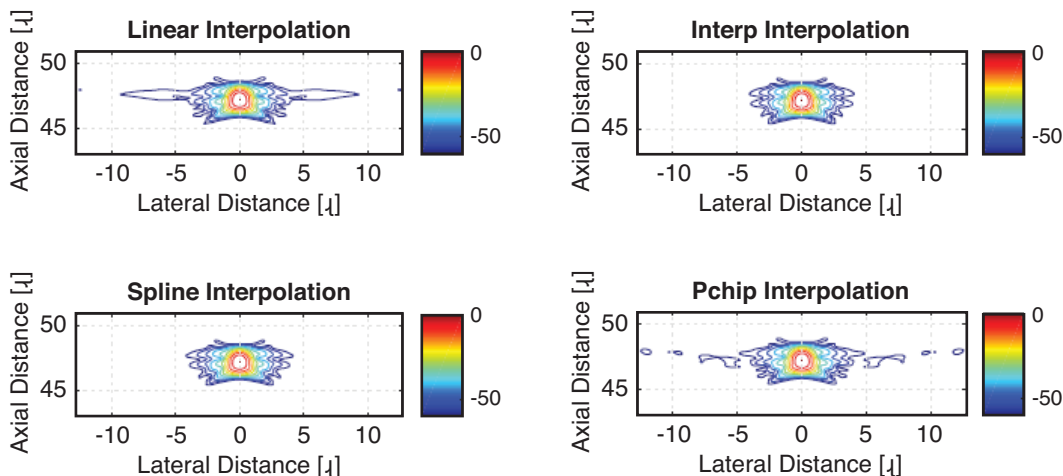 Linear Interpolation
Axial Distance [λ]
50
45
-10 -5 0 5 10
Lateral Distance [λ]
0
-50
Interp Interpolation
Axial Distance [λ]
50
45
-10 -5 0 5 10
Lateral Distance [λ]
0
-50
Spline Interpolation
Axial Distance [λ]
50
45
-10 -5 0 5 10
Lateral Distance [λ]
0
-50
Pchip Interpolation
Axial Distance [λ]
50
45
-10 -5 0 5 10
Lateral Distance [λ]
0
-50